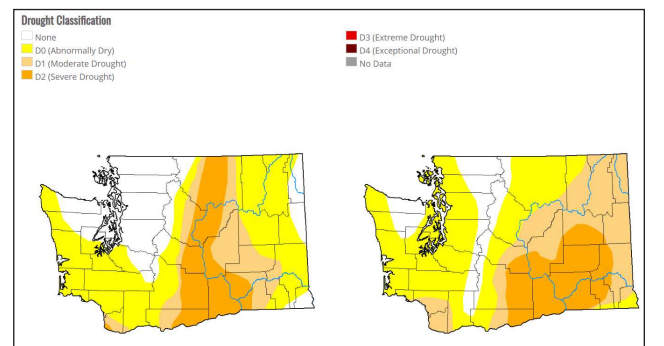 Drought Classification
None
D0 (Abnormally Dry)
D1 (Moderate Drought)
D2 (Severe Drought)
D3 (Extreme Drought)
D4 (Exceptional Drought)
No Data